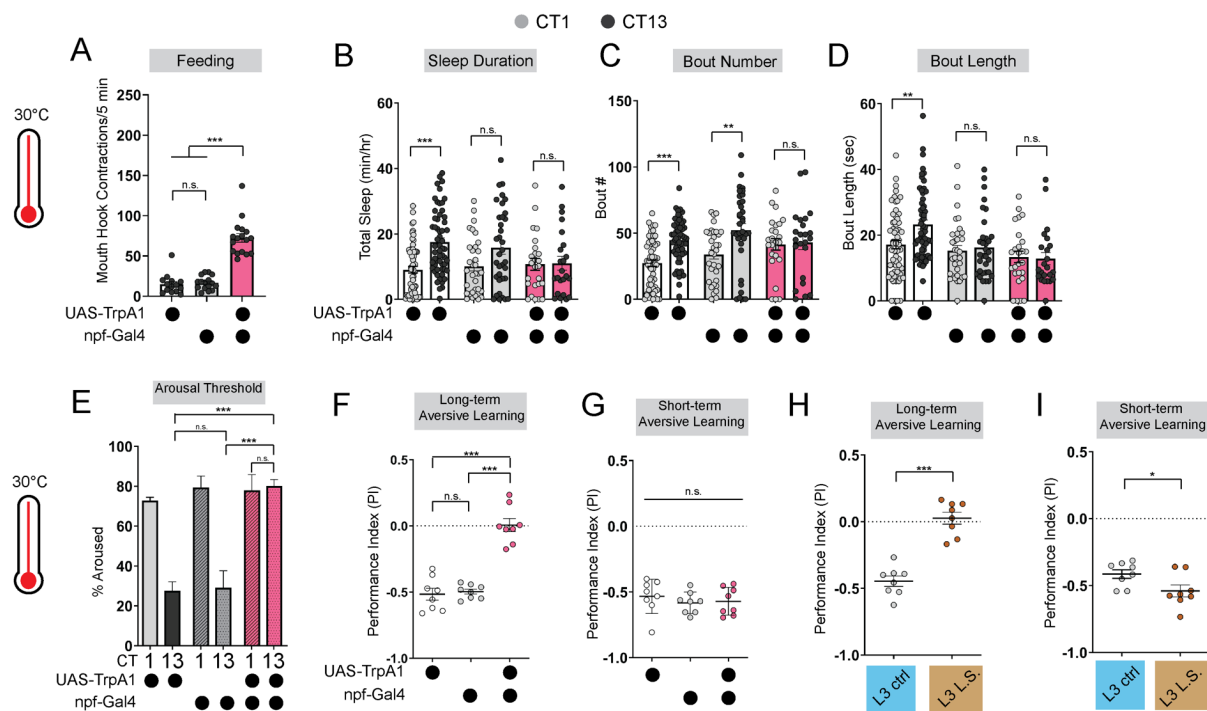 CT1 CT13
A
Feeding
30°C
Mouth Hook Contractions/5 min
250
200
150
100
50
0
***
n.s.
UAS-TrpA1
npf-Gal4
B
Sleep Duration
Total Sleep (min/hr)
60
40
20
0
***
n.s.
n.s.
UAS-TrpA1
npf-Gal4
C
Bout Number
Bout #
150
100
50
0
***
**
n.s.
D
Bout Length
Bout Length (sec)
60
40
20
0
**
n.s.
n.s.
E
Arousal Threshold
30°C
% Aroused
100
80
60
40
20
0
***
n.s.
***
n.s.
CT 1 13 1 13 1 13
UAS-TrpA1
npf-Gal4
F
Long-term
Aversive Learning
Performance Index (PI)
0.5
0.0
-0.5
-1.0
***
n.s.
***
UAS-TrpA1
npf-Gal4
G
Short-term
Aversive Learning
Performance Index (PI)
0.5
0.0
-0.5
-1.0
n.s.
H
Long-term
Aversive Learning
Performance Index (PI)
0.5
0.0
-0.5
-1.0
***
L3 ctrl
L3 L.S.
I
Short-term
Aversive Learning
Performance Index (PI)
0.5
0.0
-0.5
-1.0
*
L3 ctrl
L3 L.S.